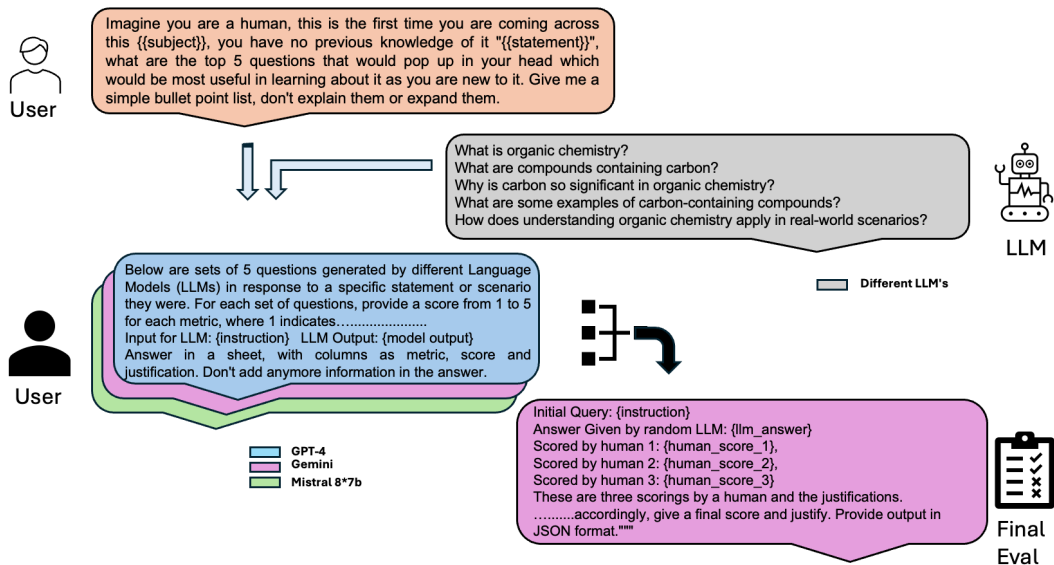 Imagine you are a human, this is the first time you are coming across
this {{subject}}, you have no previous knowledge of it "{{statement}}",
what are the top 5 questions that would pop up in your head which
would be most useful in learning about it as you are new to it. Give me a
simple bullet point list, don't explain them or expand them.
User
What is organic chemistry?
What are compounds containing carbon?
Why is carbon so significant in organic chemistry?
What are some examples of carbon-containing compounds?
How does understanding organic chemistry apply in real-world scenarios?
LLM
Different LLM's
Below are sets of 5 questions generated by different Language
Models (LLMs) in response to a specific statement or scenario
they were. For each set of questions, provide a score from 1 to 5
for each metric, where 1 indicates…......................
Input for LLM: {instruction} LLM Output: {model output}
Answer in a sheet, with columns as metric, score and
justification. Don't add anymore information in the answer.
User
GPT-4
Gemini
Mistral 8*7b
Initial Query: {instruction}
Answer Given by random LLM: {llm_answer}
Scored by human 1: {human_score_1},
Scored by human 2: {human_score_2},
Scored by human 3: {human_score_3}
These are three scorings by a human and the justifications.
….......accordingly, give a final score and justify. Provide output in
JSON format."""
Final
Eval